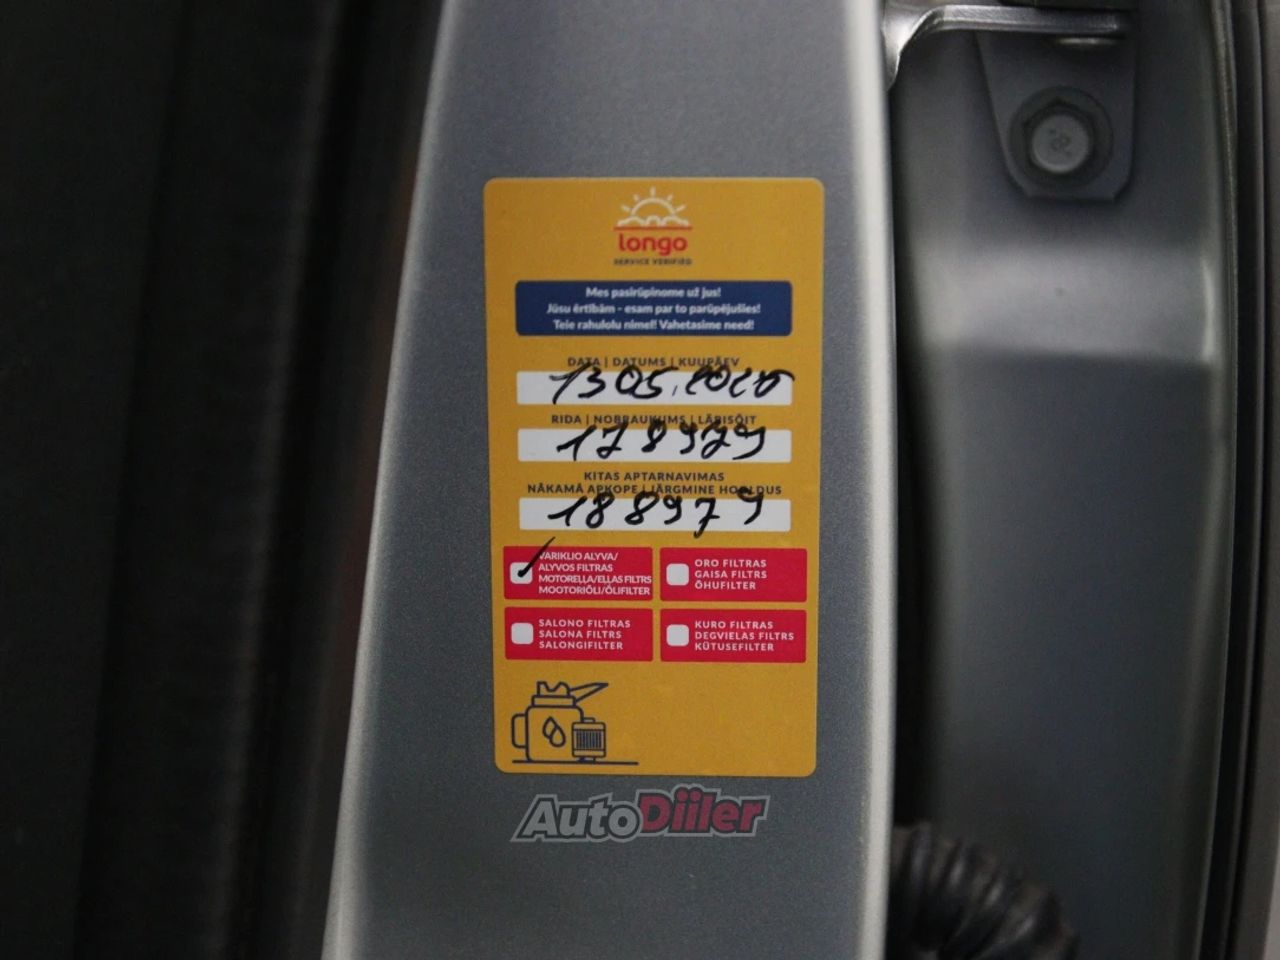 longo
SERVICE VERIFIED
Mes pasirūpinome už jus!
Jūsu ērtībām - esam par to parūpējušies!
Teie rahulolu nimel! Vahetasime need!
DATA | DATUMS | KUUPÄEV
13 05.
RIDA | NOBRAUKUMS | LÄBISÕIT
178979
KITAS APTARNAVIMAS
NĀKAMĀ APKOPE | JÄRGMINE HOOLDUS
188979
VARIKLIO ALYVA/
ALYVOS FILTRAS
MOTOREĻĻA/EĻĻAS FILTRS
MOOTORIÕLI/ÕLIFILTER
ORO FILTRAS
GAISA FILTRS
ÕHUFILTER
SALONO FILTRAS
SALONA FILTRS
SALONGIFILTER
KURO FILTRAS
DEGVIELAS FILTRS
KÜTUSEFILTER
AutoDiiler